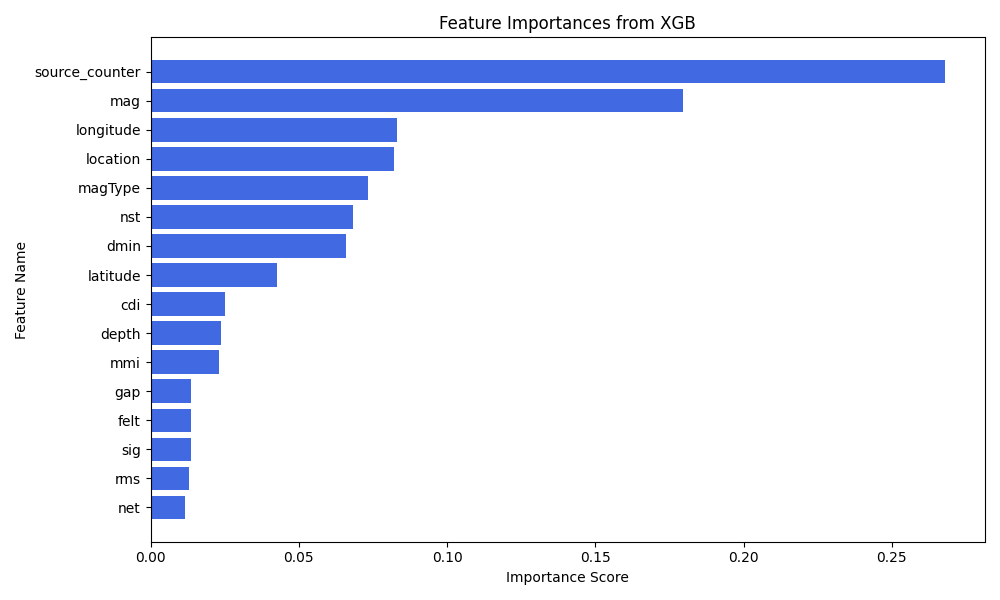 Feature Importances from XGB
Feature Name
source_counter
mag
longitude
location
magType
nst
dmin
latitude
cdi
depth
mmi
gap
felt
sig
rms
net
0.00 0.05 0.10 0.15 0.20 0.25
Importance Score